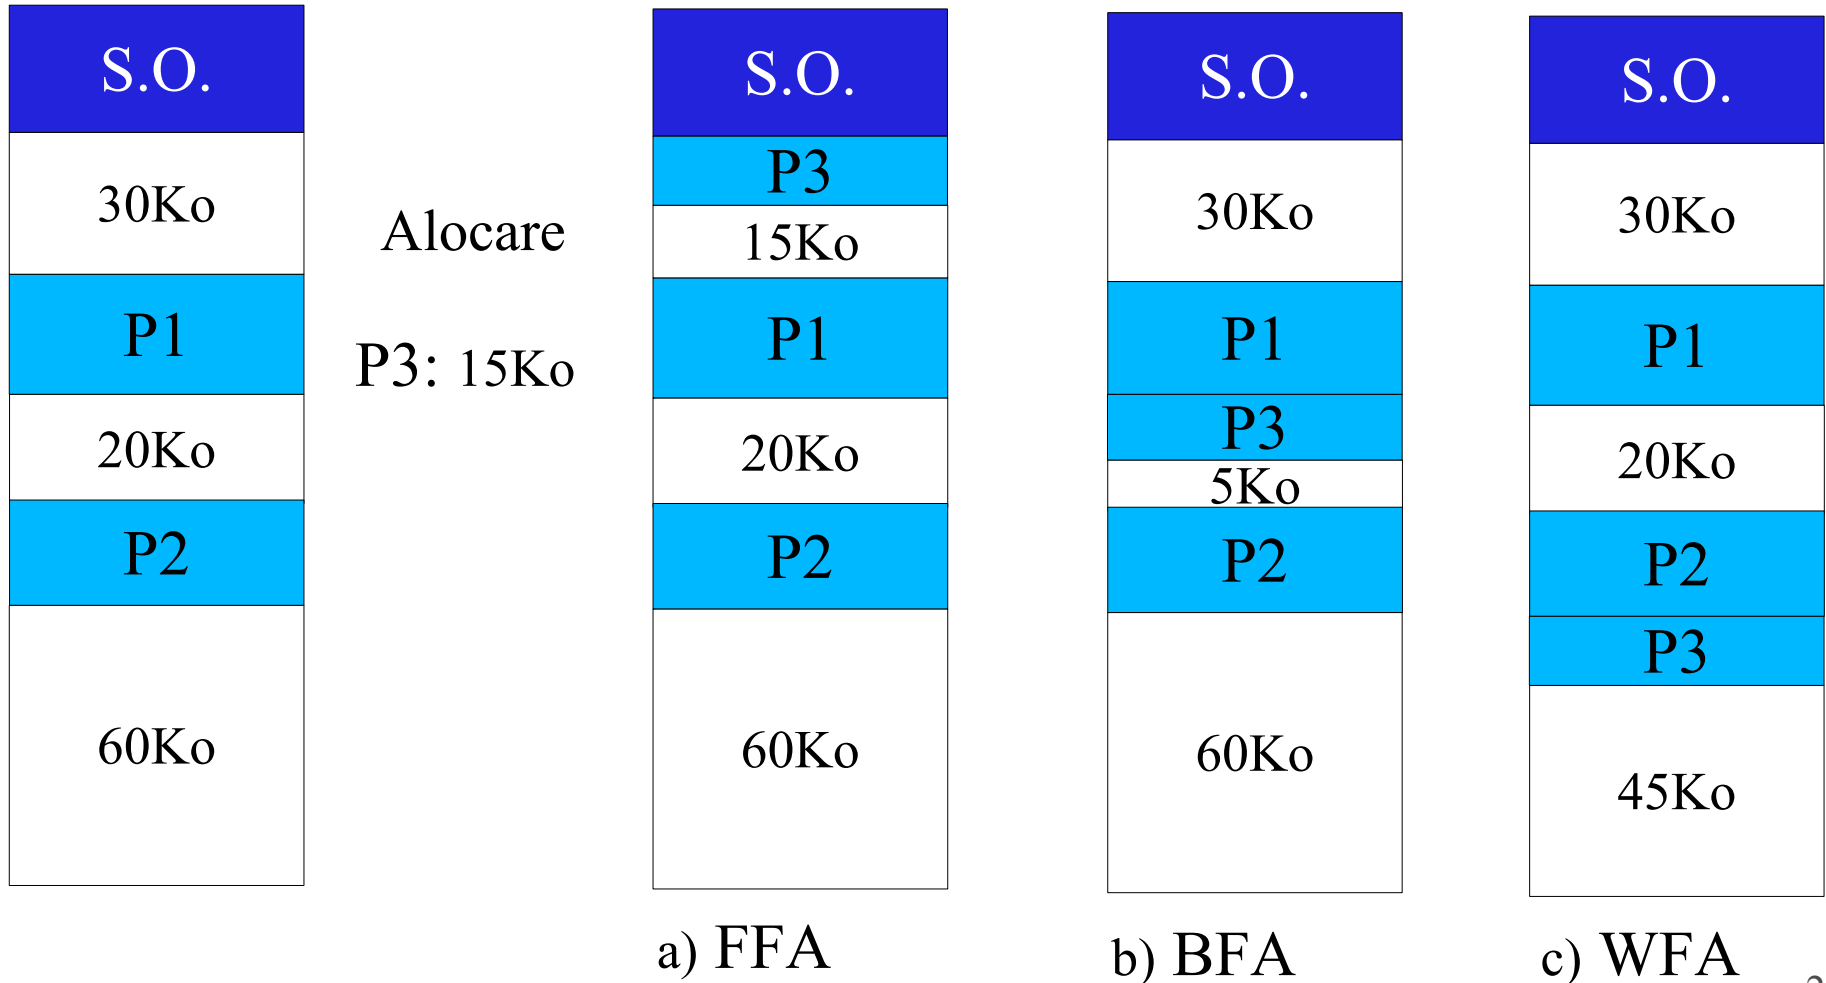 S.O.
30Ko
P1
20Ko
P2
60Ko
Alocare
P3: 15Ko
S.O.
P3
15Ko
P1
20Ko
P2
60Ko
a) FFA
S.O.
30Ko
P1
P3
5Ko
P2
60Ko
b) BFA
S.O.
30Ko
P1
20Ko
P2
P3
45Ko
c) WFA